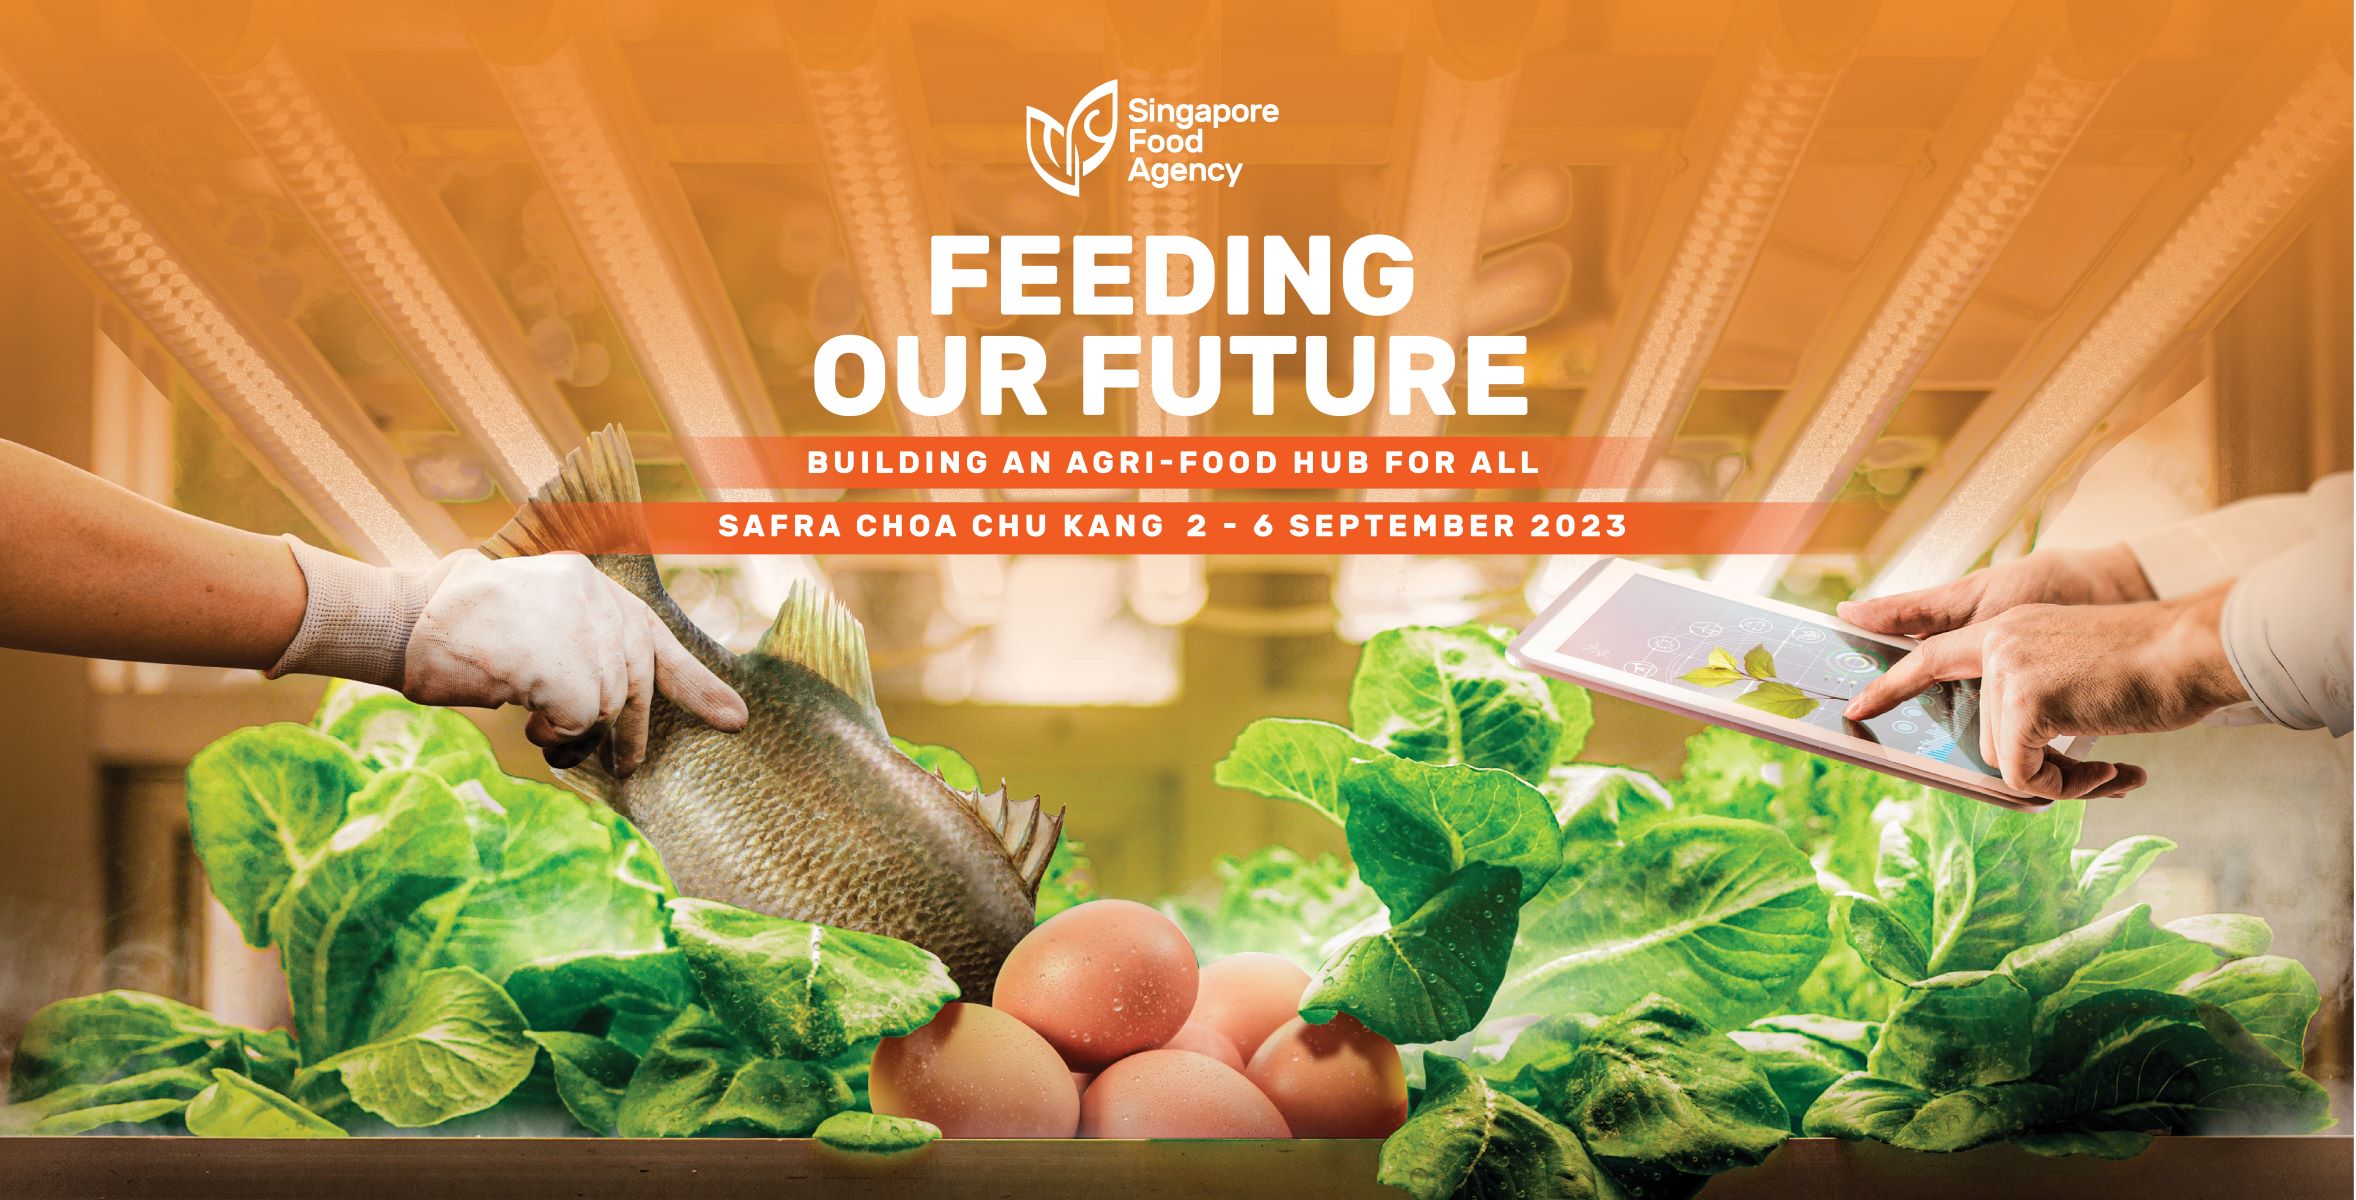 Singapore
Food
Agency
FEEDING
OUR FUTURE
BUILDING AN AGRI-FOOD HUB FOR ALL
SAFRA CHOA CHU KANG 2 - 6 SEPTEMBER 2023